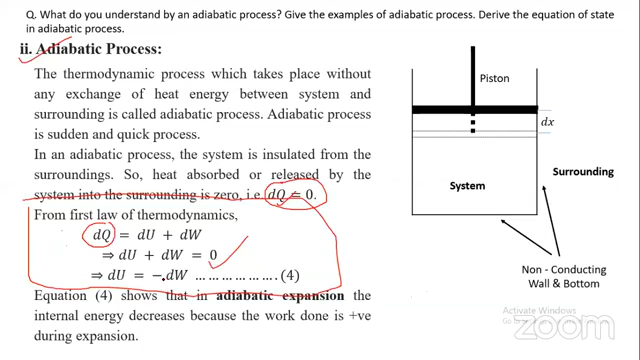 Q. What do you understand by an adiabatic process? Give the examples of adiabatic process. Derive the equation of state
in adiabatic process.
ii. Adiabatic Process:
The thermodynamic process which takes place without
any exchange of heat energy between system and
surrounding is called adiabatic process. Adiabatic process
is sudden and quick process.
In an adiabatic process, the system is insulated from the
surroundings. So, heat absorbed or released by the
system into the surrounding is zero, i.e. dQ = 0.
From first law of thermodynamics,
dQ = dU + dW
⇒ dU + dW = 0
⇒ dU = −dW ... ... ... ... ... . (4)
Equation (4) shows that in adiabatic expansion the
internal energy decreases because the work done is +ve
during expansion.
Piston
dx
Surrounding
System
Non - Conducting
Wall & Bottom
Activate Windows
zoom